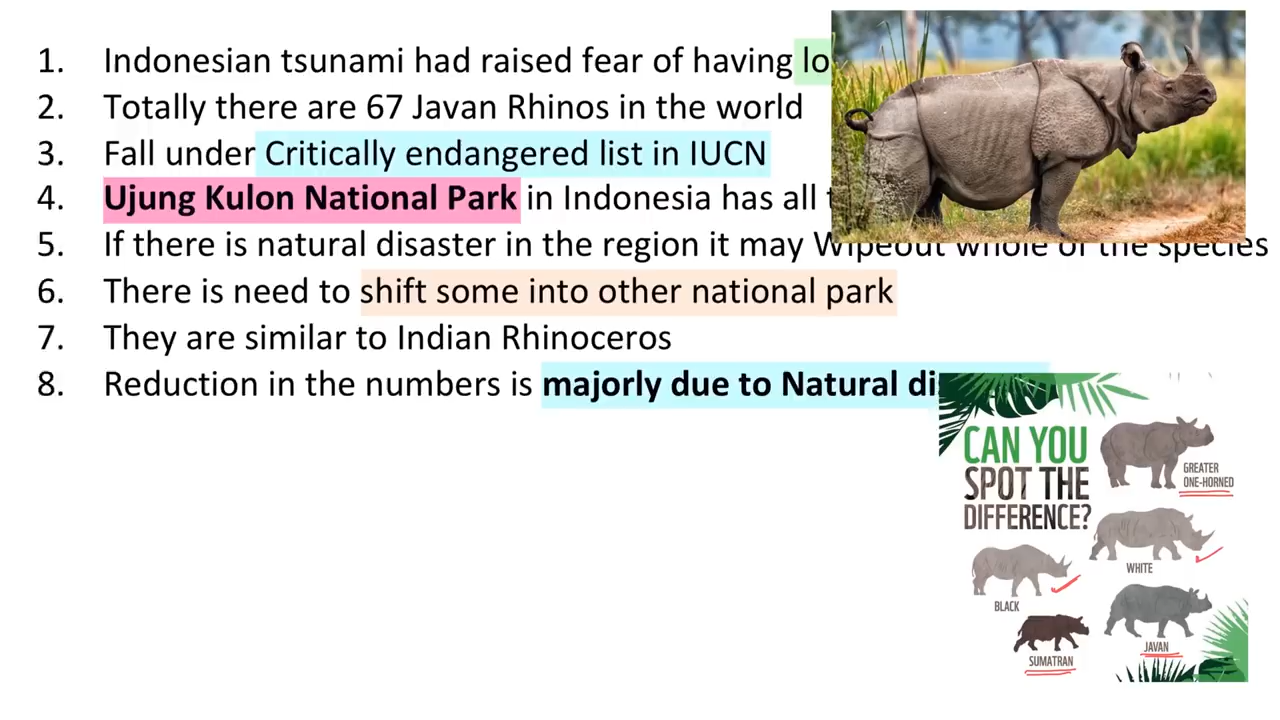 1. Indonesian tsunami had raised fear of having lo
2. Totally there are 67 Javan Rhinos in the world
3. Fall under Critically endangered list in IUCN
4. Ujung Kulon National Park in Indonesia has all
5. If there is natural disaster in the region it may Wipeout whole of the species
6. There is need to shift some into other national park
7. They are similar to Indian Rhinoceros
8. Reduction in the numbers is majorly due to Natural dis
CAN YOU
SPOT THE
DIFFERENCE?
GREATER
ONE-HORNED
WHITE
BLACK
JAVAN
SUMATRAN